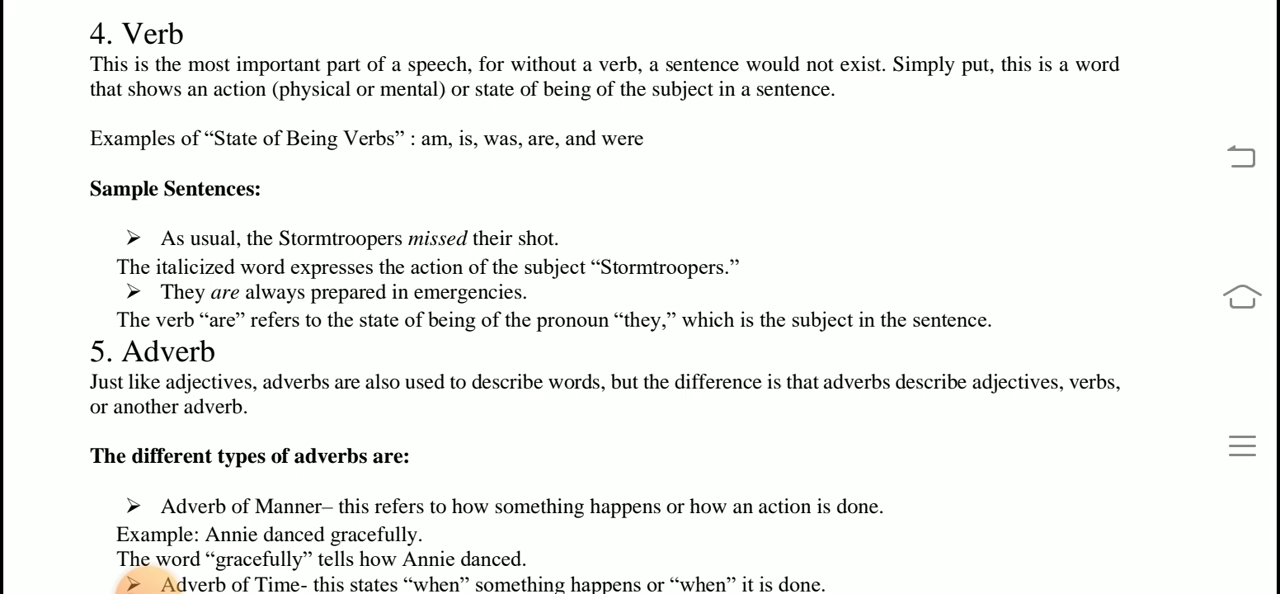 4. Verb
This is the most important part of a speech, for without a verb, a sentence would not exist. Simply put, this is a word
that shows an action (physical or mental) or state of being of the subject in a sentence.
Examples of “State of Being Verbs” : am, is, was, are, and were
Sample Sentences:
➢ As usual, the Stormtroopers missed their shot.
The italicized word expresses the action of the subject “Stormtroopers.”
➢ They are always prepared in emergencies.
The verb “are” refers to the state of being of the pronoun “they,” which is the subject in the sentence.
5. Adverb
Just like adjectives, adverbs are also used to describe words, but the difference is that adverbs describe adjectives, verbs,
or another adverb.
The different types of adverbs are:
➢ Adverb of Manner– this refers to how something happens or how an action is done.
Example: Annie danced gracefully.
The word “gracefully” tells how Annie danced.
➢ Adverb of Time- this states “when” something happens or “when” it is done.